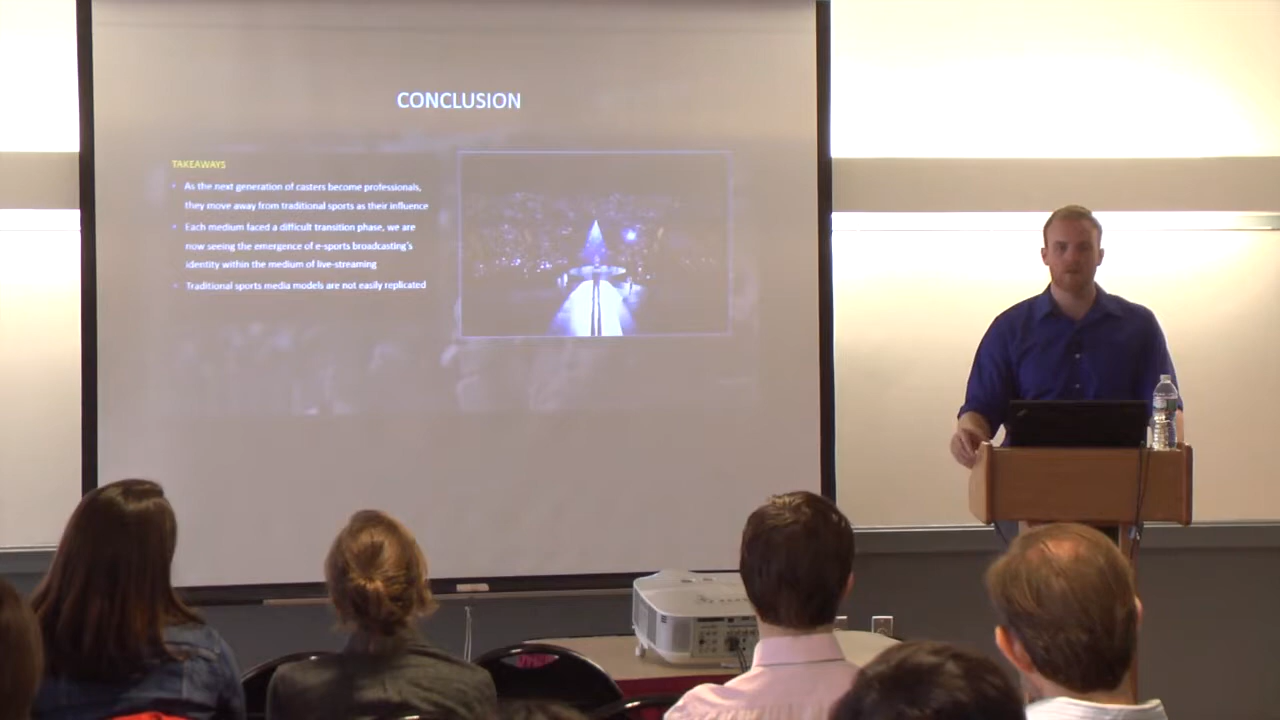 CONCLUSION
TAKEAWAYS
• As the next generation of casters become professionals,
they move away from traditional sports as their influence
• Each medium faced a difficult transition phase, we are
now seeing the emergence of e-sports broadcasting's
identity within the medium of live-streaming
• Traditional sports media models are not easily replicated